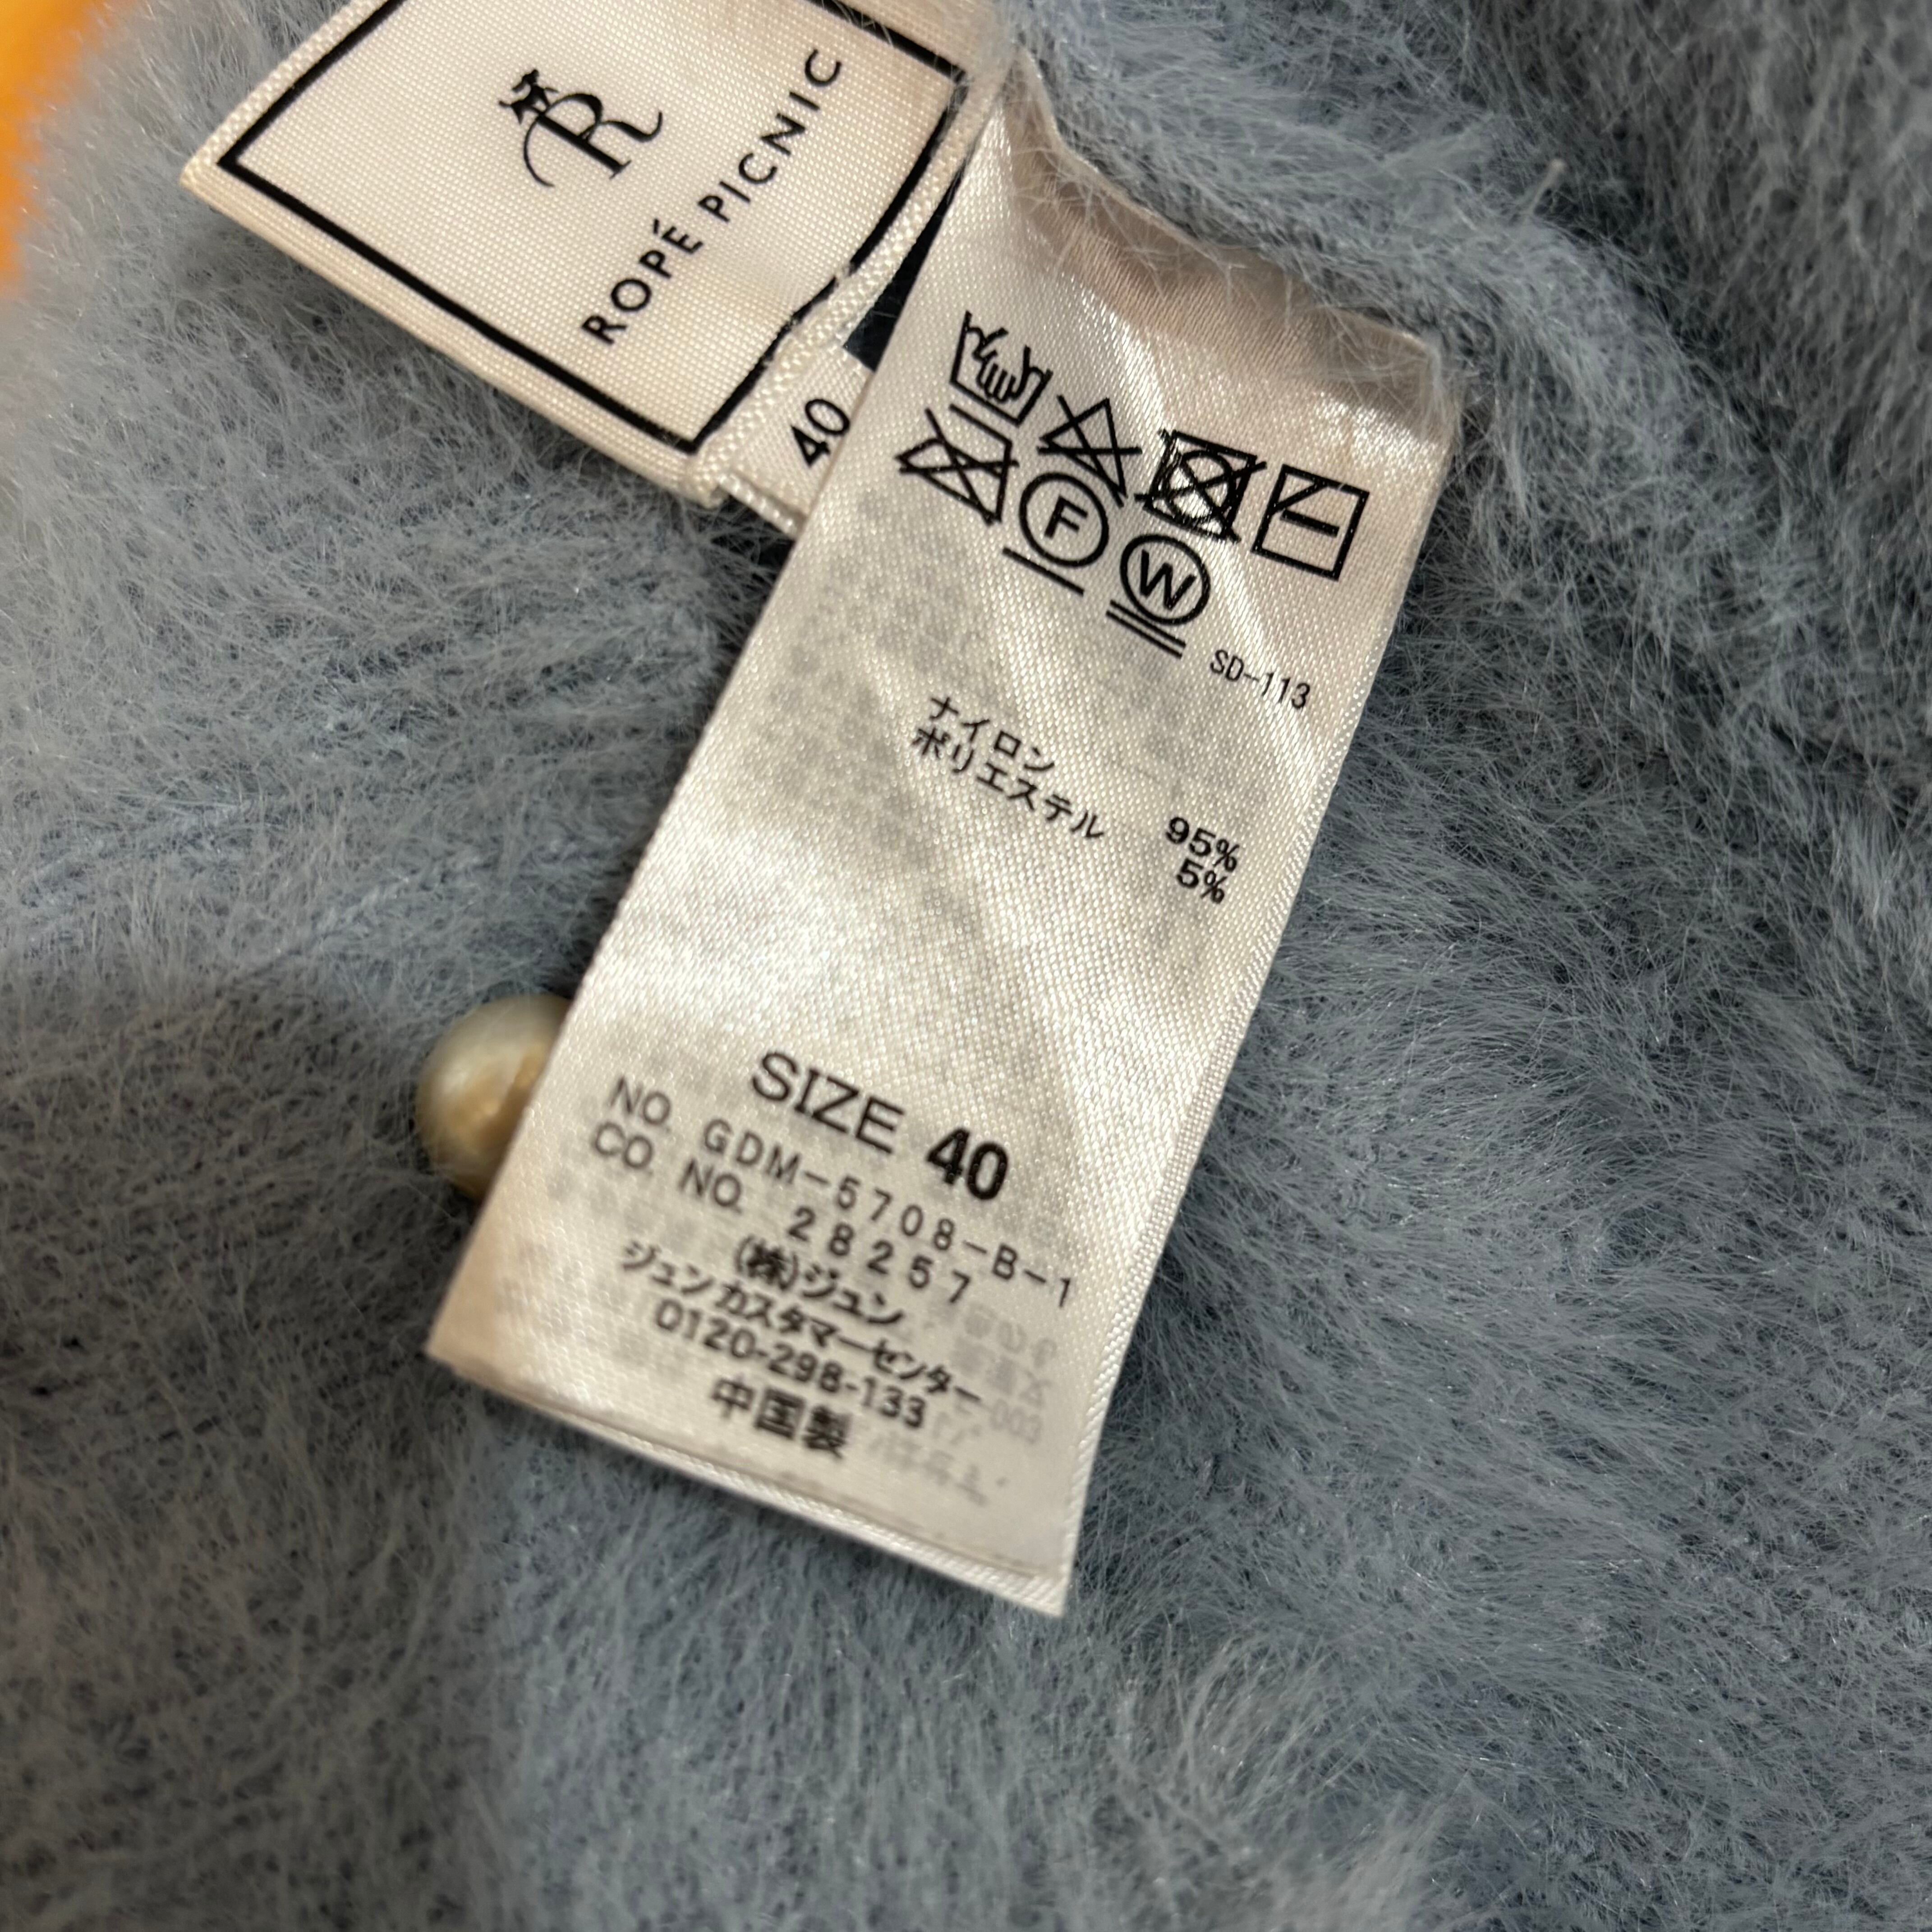 R
ROPÉ PICNIC
40
F
W
SD-113
ナイロン 95%
ポリエステル 5%
SIZE 40
NO. GDM-5708-B-1
CO. NO. 28257
(株)ジュン
ジュンカスタマーセンター
0120-298-133
中国製